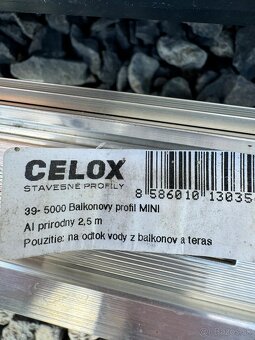 CELOX
STAVEBNÉ PROFILY
39- 5000 Balkonovy profil MINI
Al prirodny 2,5 m
Pouzitie: na odtok vody z balkonov a teras
8 586010 13035